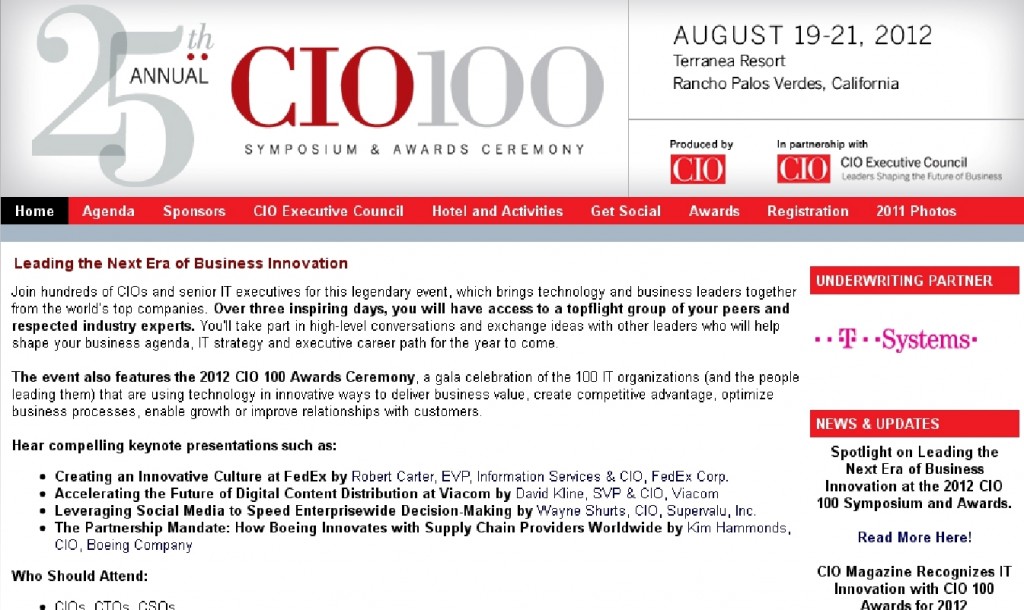 25th
ANNUAL
CIO100
SYMPOSIUM & AWARDS CEREMONY
AUGUST 19-21, 2012
Terranea Resort
Rancho Palos Verdes, California
Produced by
CIO
In partnership with
CIO
CIO Executive Council
Leaders Shaping the Future of Business
Home Agenda Sponsors CIO Executive Council Hotel and Activities Get Social Awards Registration 2011 Photos
Leading the Next Era of Business Innovation
Join hundreds of CIOs and senior IT executives for this legendary event, which brings technology and business leaders together
from the world's top companies. Over three inspiring days, you will have access to a topflight group of your peers and
respected industry experts. You'll take part in high-level conversations and exchange ideas with other leaders who will help
shape your business agenda, IT strategy and executive career path for the year to come.
The event also features the 2012 CIO 100 Awards Ceremony, a gala celebration of the 100 IT organizations (and the people
leading them) that are using technology in innovative ways to deliver business value, create competitive advantage, optimize
business processes, enable growth or improve relationships with customers.
Hear compelling keynote presentations such as:
• Creating an Innovative Culture at FedEx by Robert Carter, EVP, Information Services & CIO, FedEx Corp.
• Accelerating the Future of Digital Content Distribution at Viacom by David Kline, SVP & CIO, Viacom
• Leveraging Social Media to Speed Enterprisewide Decision-Making by Wayne Shurts, CIO, Supervalu, Inc.
• The Partnership Mandate: How Boeing Innovates with Supply Chain Providers Worldwide by Kim Hammonds,
CIO, Boeing Company
Who Should Attend:
• CIOs, CTOs, CSOs
UNDERWRITING PARTNER
··T··Systems·
NEWS & UPDATES
Spotlight on Leading the
Next Era of Business
Innovation at the 2012 CIO
100 Symposium and Awards.
Read More Here!
CIO Magazine Recognizes IT
Innovation with CIO 100
Awards for 2012